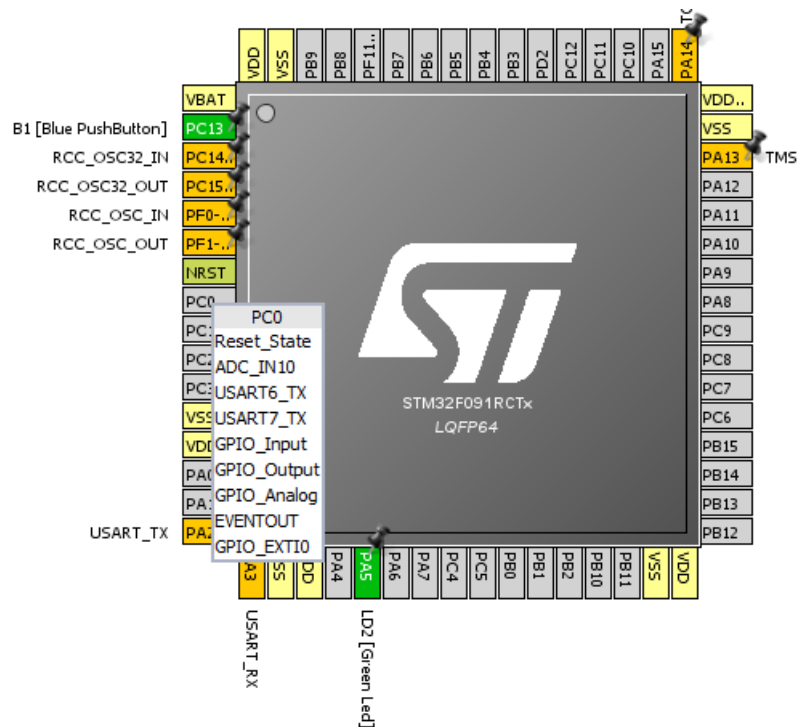 TC
VDD
VSS
PB9
PB8
PF11..
PB7
PB6
PB5
PB4
PB3
PD2
PC12
PC11
PC10
PA15
PA14
VBAT
VDD..
B1 [Blue PushButton]
PC13
VSS
RCC_OSC32_IN
PC14..
PA13
TMS
RCC_OSC32_OUT
PC15..
PA12
RCC_OSC_IN
PF0-..
PA11
RCC_OSC_OUT
PF1-..
PA10
NRST
PA9
PC0
PA8
PC9
PC8
PC7
PC6
PB15
PB14
PB13
PB12
PC0
Reset_State
ADC_IN10
USART6_TX
USART7_TX
GPIO_Input
GPIO_Output
GPIO_Analog
EVENTOUT
GPIO_EXTI0
ST
STM32F091RCTx
LQFP64
VSS
PA2
USART_TX
PA4
PA5
PA6
PA7
PC4
PC5
PB0
PB1
PB2
PB10
PB11
VSS
VDD
USART_RX
LD2 [Green Led]